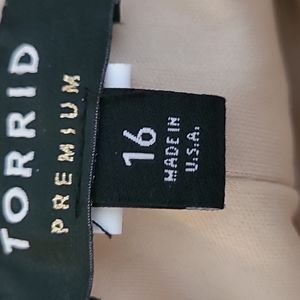 TORRID
PREMIUM
16
MADE IN
U.S.A.